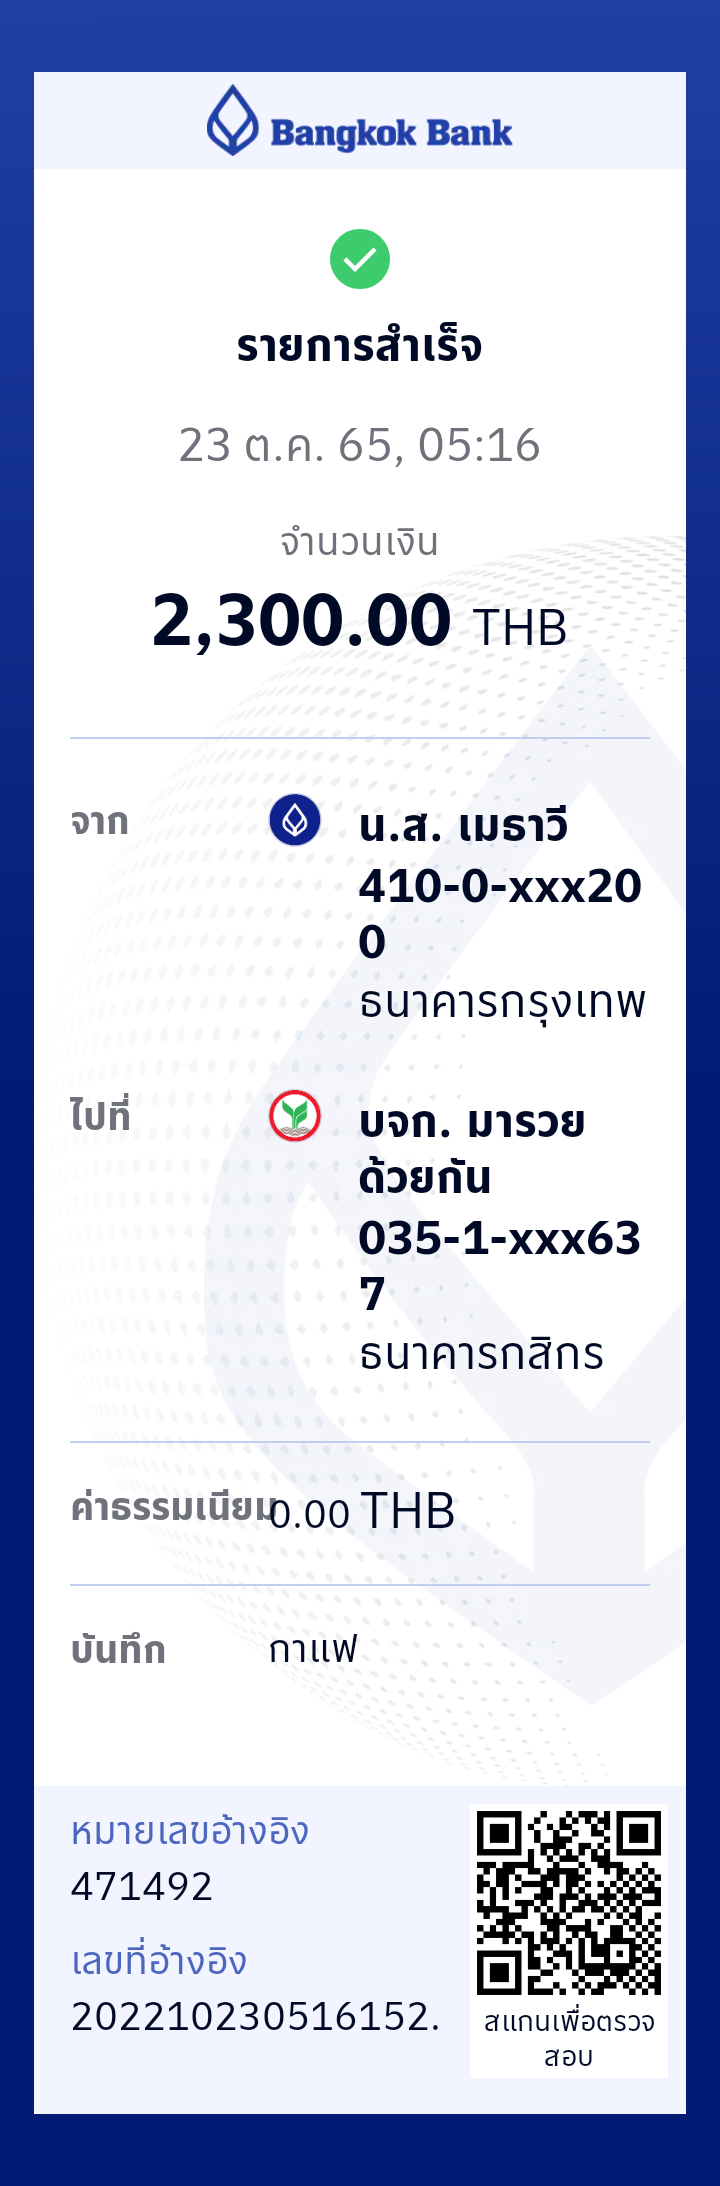 Bangkok Bank
รายการสำเร็จ
23 ต.ค. 65, 05:16
จำนวนเงิน
2,300.00 THB
จาก
น.ส. เมธาวี
410-0-xxx20
0
ธนาคารกรุงเทพ
ไปที่
บจก. มารวย
ด้วยกัน
035-1-xxx63
7
ธนาคารกสิกร
ค่าธรรมเนียม 0.00 THB
บันทึก กาแฟ
หมายเลขอ้างอิง
471492
เลขที่อ้างอิง
202210230516152.
สแกนเพื่อตรวจ
สอบ